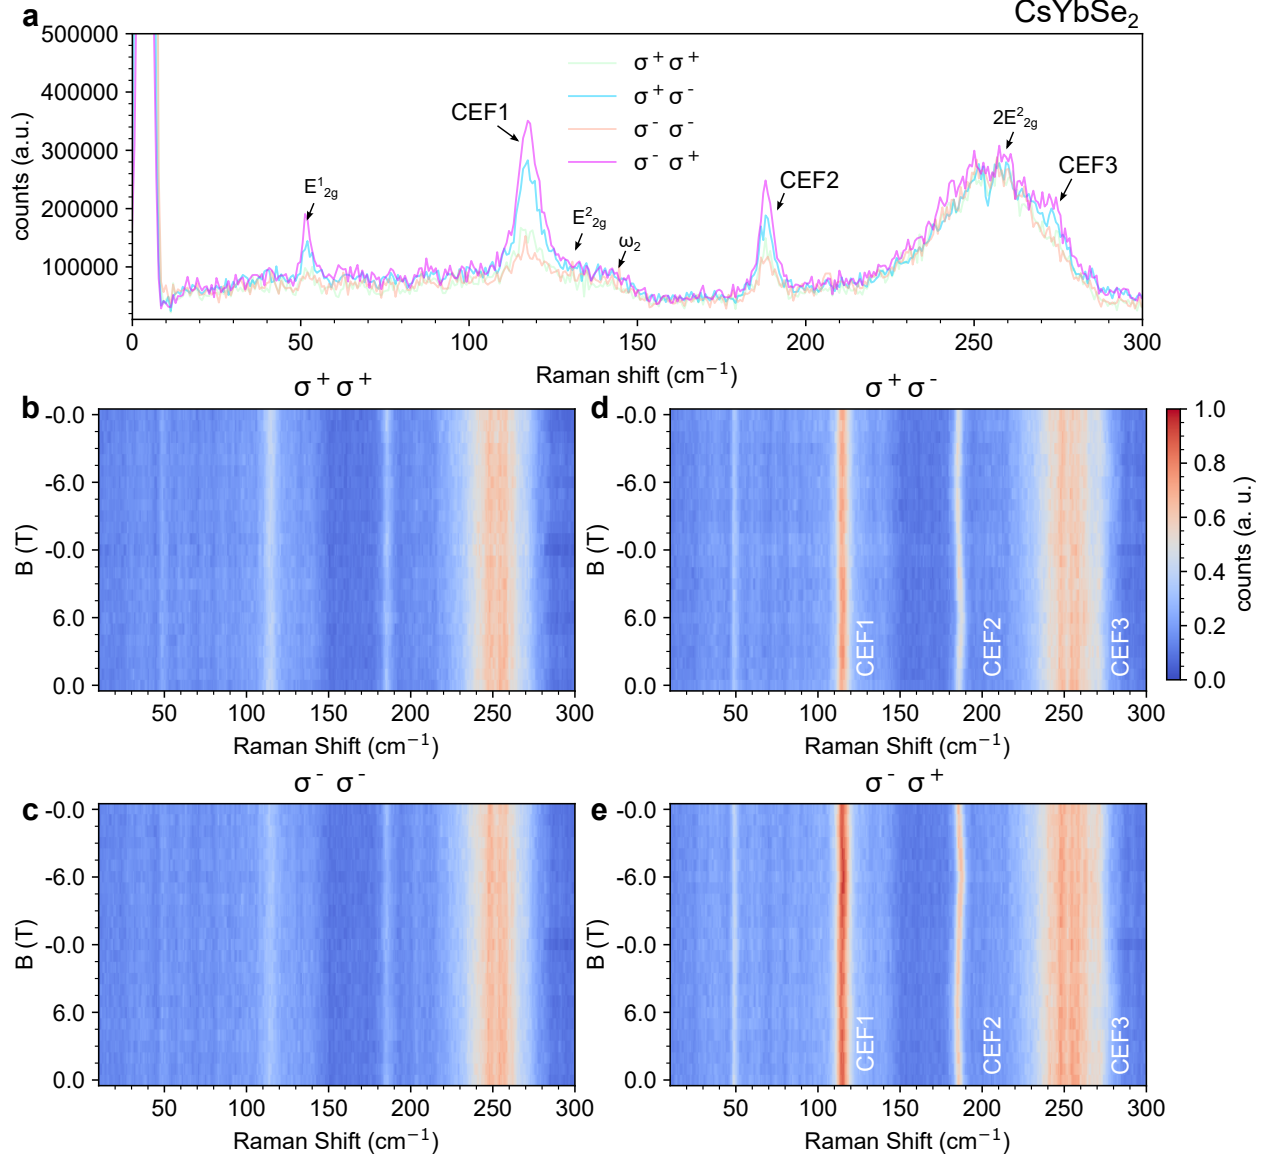 a
CsYbSe₂
500000
400000
300000
200000
100000
counts (a.u.)
σ⁺ σ⁺
σ⁺ σ⁻
σ⁻ σ⁻
σ⁻ σ⁺
E¹₂g
CEF1
E²₂g
ω₂
CEF2
2E²₂g
CEF3
0 50 100 150 200 250 300
Raman shift (cm⁻¹)
b
σ⁺ σ⁺
-0.0
-6.0
-0.0
6.0
0.0
B (T)
50 100 150 200 250 300
Raman Shift (cm⁻¹)
d
σ⁺ σ⁻
-0.0
-6.0
-0.0
6.0
0.0
B (T)
CEF1
CEF2
CEF3
50 100 150 200 250 300
Raman Shift (cm⁻¹)
1.0
0.8
0.6
0.4
0.2
0.0
counts (a. u.)
c
σ⁻ σ⁻
-0.0
-6.0
-0.0
6.0
0.0
B (T)
50 100 150 200 250 300
Raman Shift (cm⁻¹)
e
σ⁻ σ⁺
-0.0
-6.0
-0.0
6.0
0.0
B (T)
CEF1
CEF2
CEF3
50 100 150 200 250 300
Raman Shift (cm⁻¹)